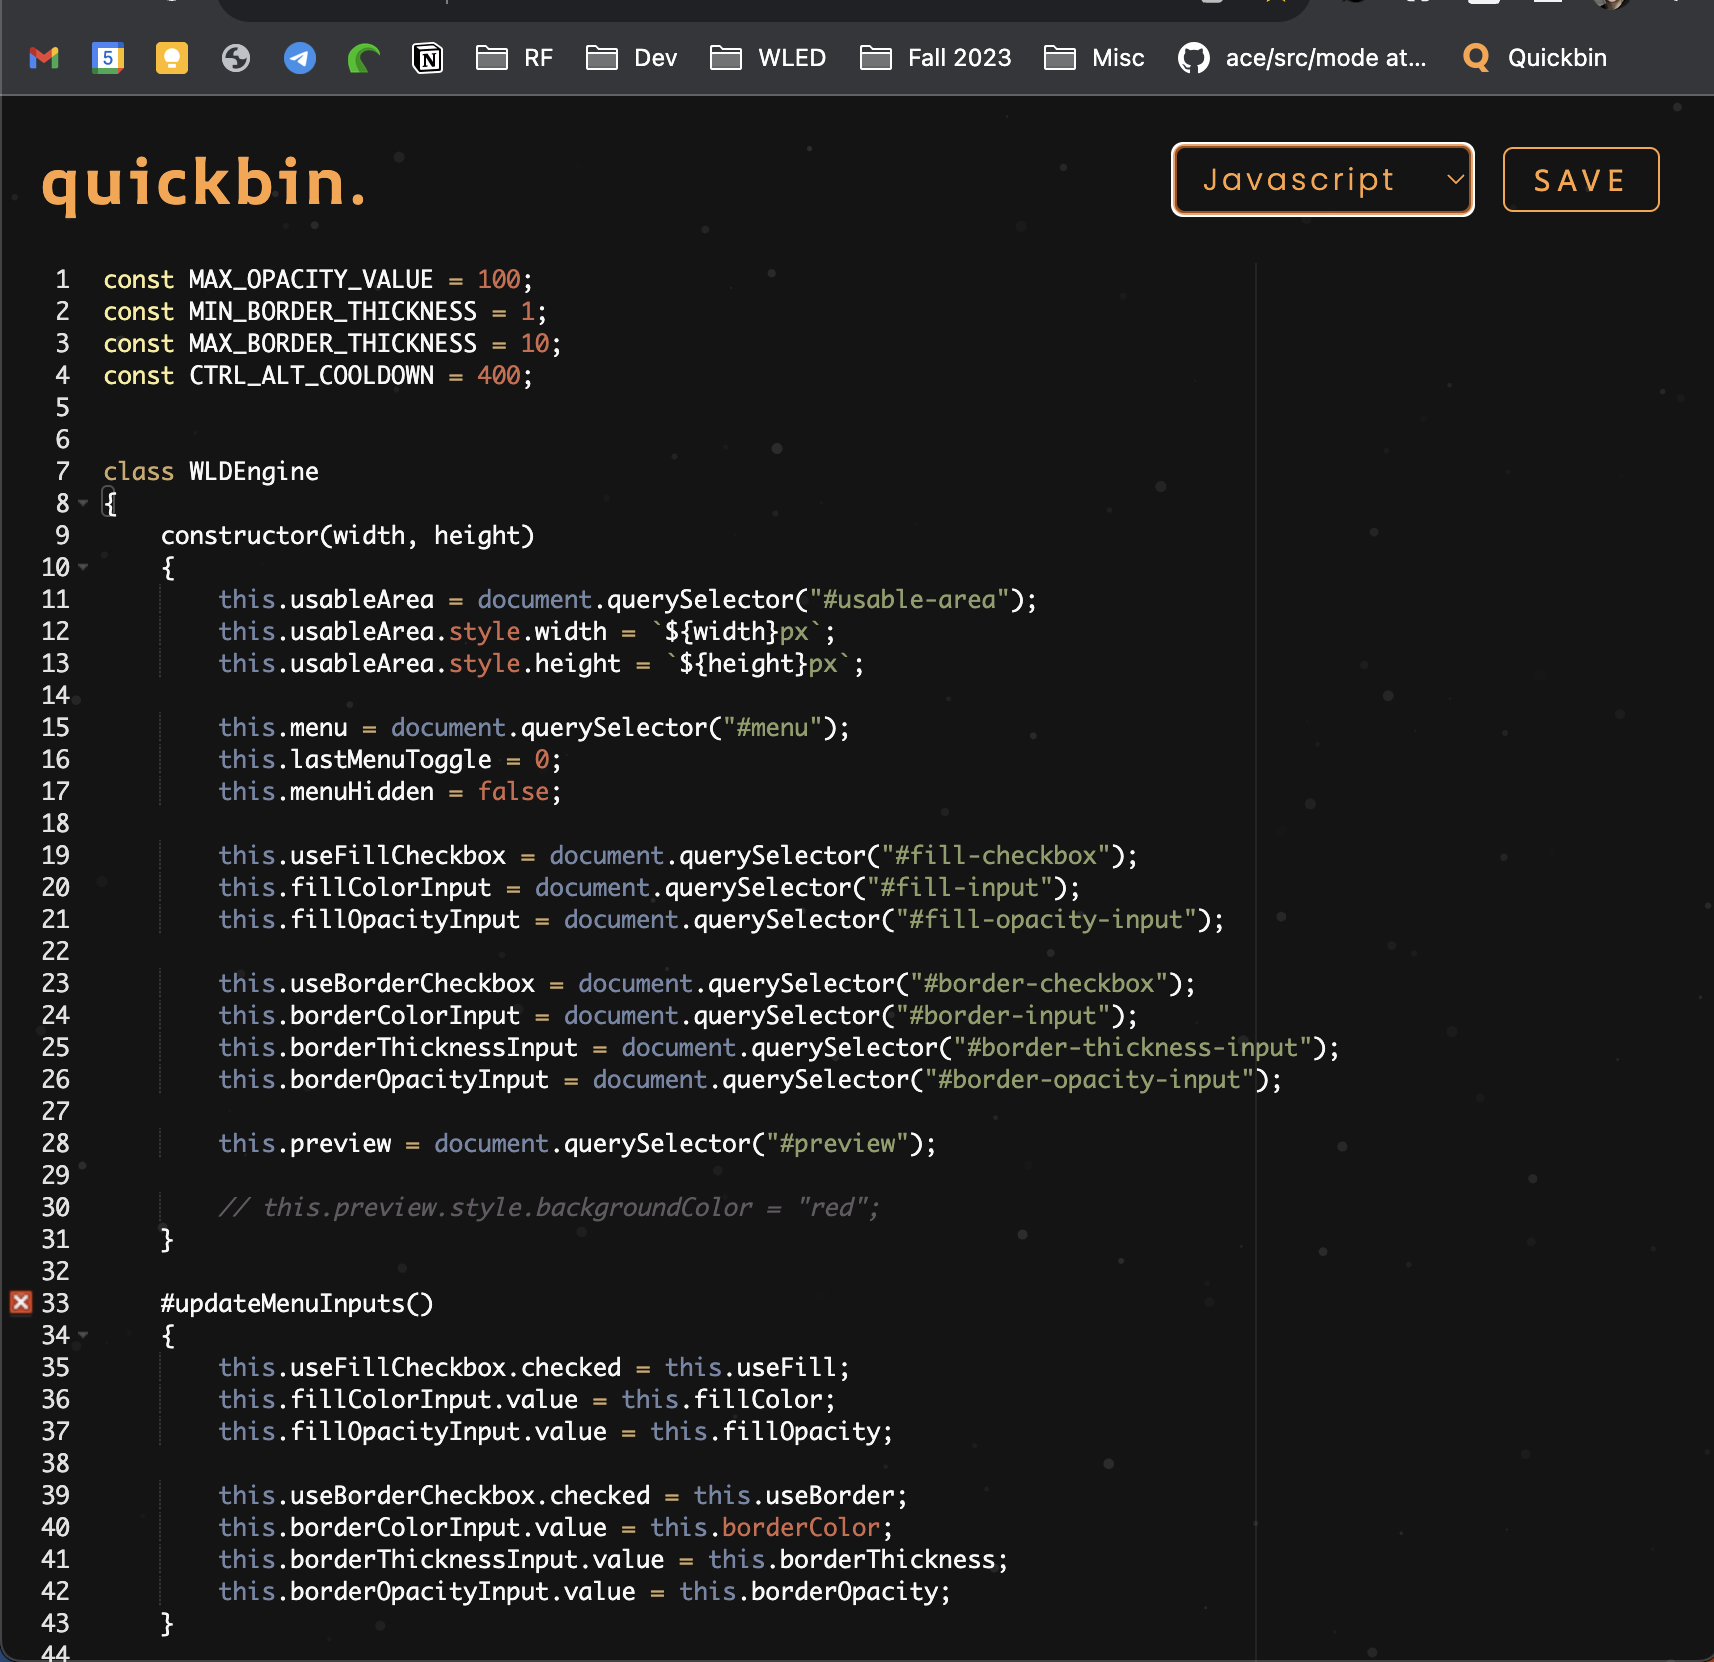 5
N
RF
Dev
WLED
Fall 2023
Misc
ace/src/mode at...
Q
Quickbin
quickbin.
Javascript
SAVE
1 const MAX_OPACITY_VALUE = 100;
2 const MIN_BORDER_THICKNESS = 1;
3 const MAX_BORDER_THICKNESS = 10;
4 const CTRL_ALT_COOLDOWN = 400;
5
6
7 class WLDEngine
8 {
9     constructor(width, height)
10     {
11         this.usableArea = document.querySelector("#usable-area");
12         this.usableArea.style.width = `${width}px`;
13         this.usableArea.style.height = `${height}px`;
14
15         this.menu = document.querySelector("#menu");
16         this.lastMenuToggle = 0;
17         this.menuHidden = false;
18
19         this.useFillCheckbox = document.querySelector("#fill-checkbox");
20         this.fillColorInput = document.querySelector("#fill-input");
21         this.fillOpacityInput = document.querySelector("#fill-opacity-input");
22
23         this.useBorderCheckbox = document.querySelector("#border-checkbox");
24         this.borderColorInput = document.querySelector("#border-input");
25         this.borderThicknessInput = document.querySelector("#border-thickness-input");
26         this.borderOpacityInput = document.querySelector("#border-opacity-input");
27
28         this.preview = document.querySelector("#preview");
29
30         // this.preview.style.backgroundColor = "red";
31     }
32
33     #updateMenuInputs()
34     {
35         this.useFillCheckbox.checked = this.useFill;
36         this.fillColorInput.value = this.fillColor;
37         this.fillOpacityInput.value = this.fillOpacity;
38
39         this.useBorderCheckbox.checked = this.useBorder;
40         this.borderColorInput.value = this.borderColor;
41         this.borderThicknessInput.value = this.borderThickness;
42         this.borderOpacityInput.value = this.borderOpacity;
43     }
44